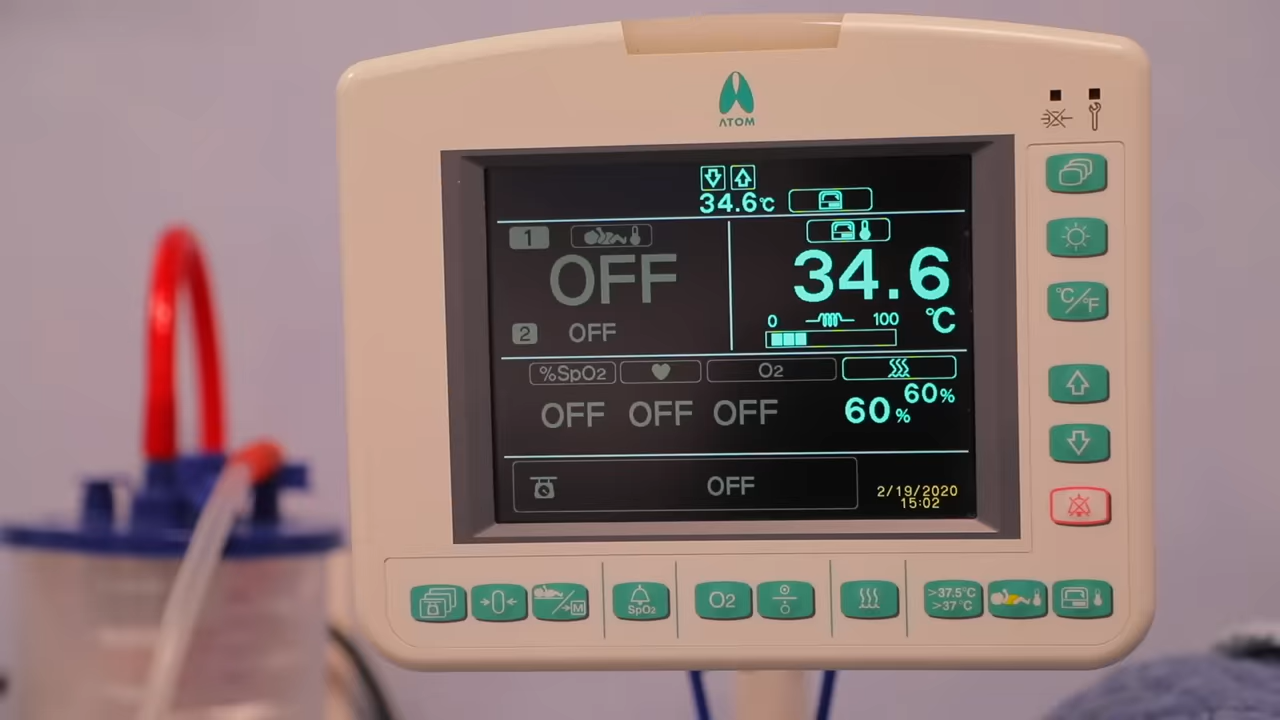 ATOM
34.6℃
1
OFF
34.6
℃
0 100
2 OFF
%SpO2 O2
OFF OFF OFF 60% 60%
OFF
2/19/2020
15:02
℃/°F
→0← →M SpO2 O2 >37.5℃
>37℃